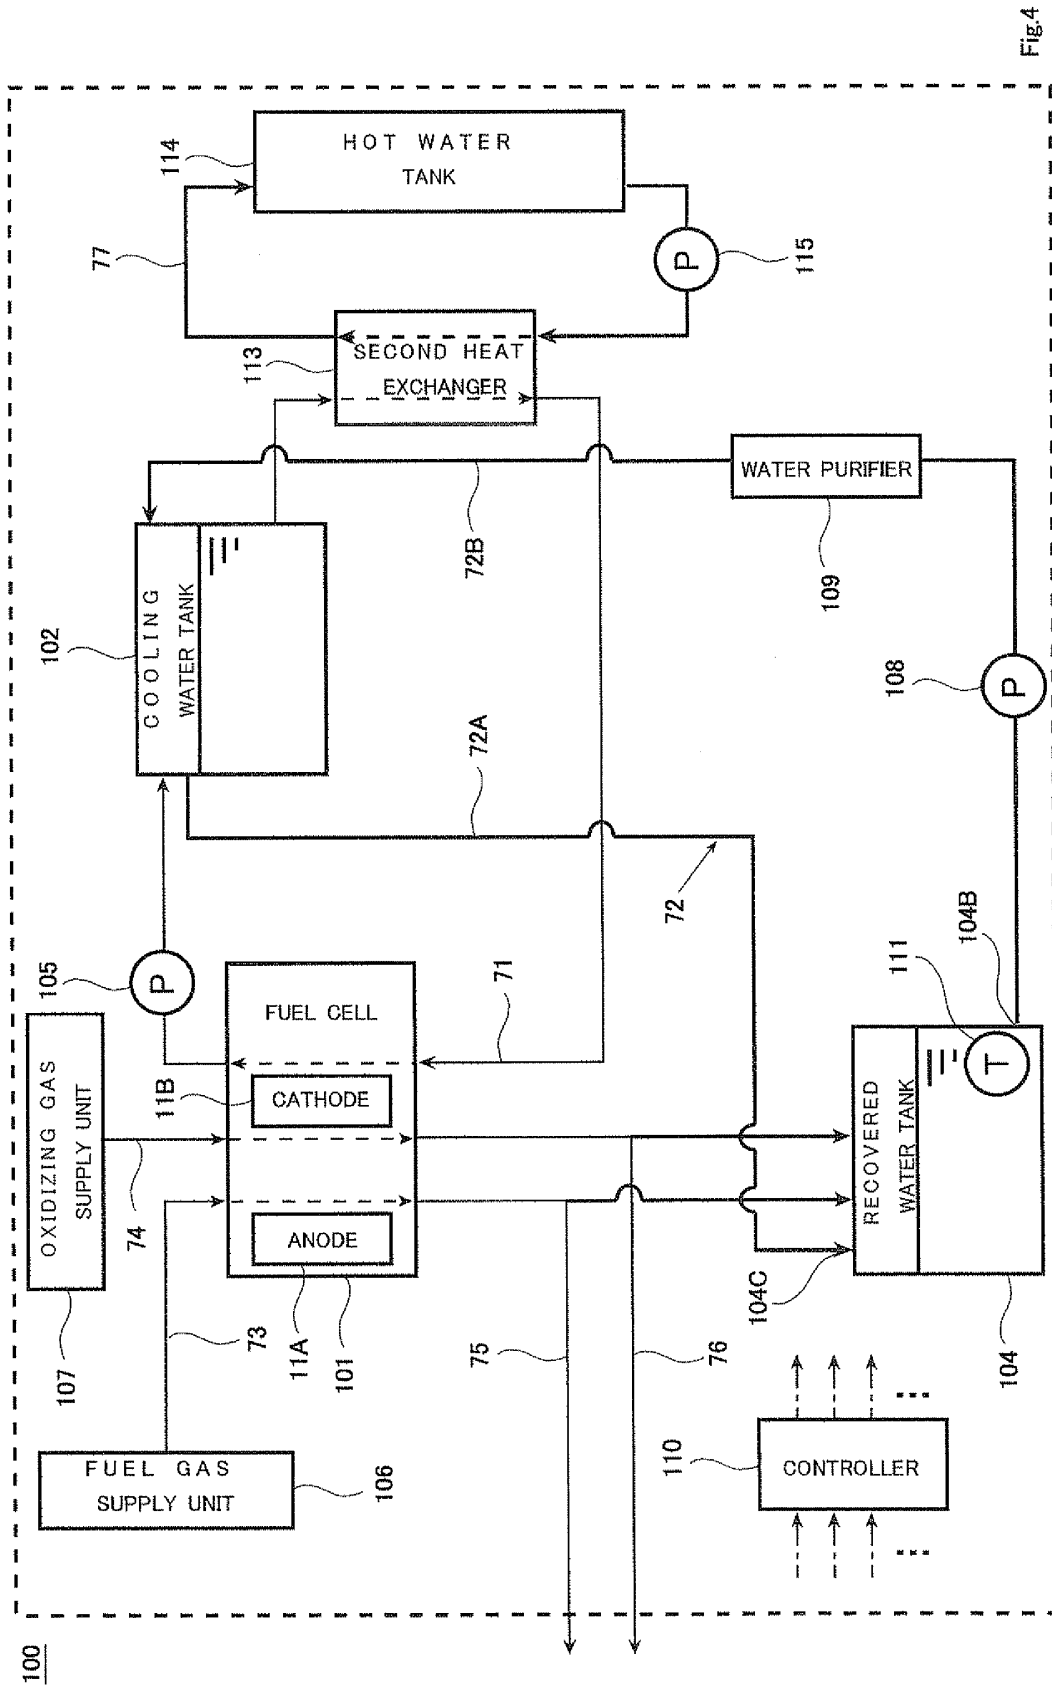 Fig.4
100
114
HOT WATER
TANK
77
P
115
113
SECOND HEAT
EXCHANGER
102
COOLING
WATER TANK
72B
WATER PURIFIER
109
72A
72
P
108
105
P
107
OXIDIZING GAS
SUPPLY UNIT
74
FUEL CELL
11B
CATHODE
ANODE
11A
101
71
104B
111
T
RECOVERED
WATER TANK
104C
104
73
75
76
FUEL GAS
SUPPLY UNIT
106
110
CONTROLLER